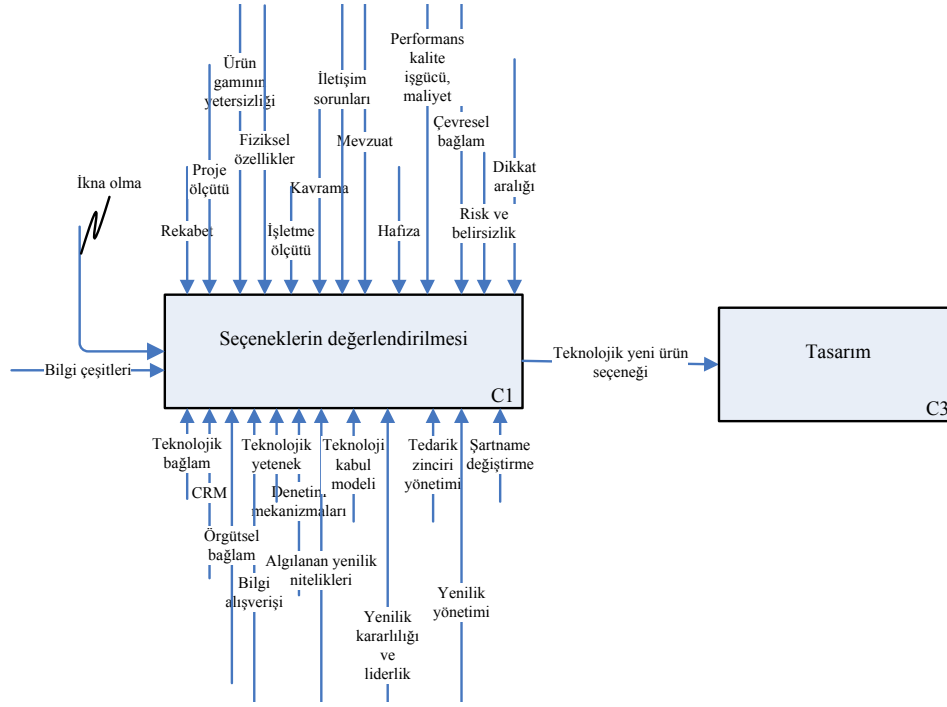 Performans
kalite
işgücü,
maliyet
Ürün
gamının
yetersizliği
İletişim
sorunları
Çevresel
bağlam
Mevzuat
Fiziksel
özellikler
Dikkat
aralığı
Proje
ölçütü
İkna olma
Kavrama
Risk ve
belirsizlik
Rekabet
İşletme
ölçütü
Hafıza
Seçeneklerin değerlendirilmesi
C1
Bilgi çeşitleri
Teknolojik yeni ürün
seçeneği
Tasarım
C3
Teknolojik
bağlam
Teknolojik
yetenek
Teknoloji
kabul
modeli
Tedarik
zinciri
yönetimi
Şartname
değiştirme
CRM
Denetim
mekanizmaları
Örgütsel
bağlam
Algılanan yenilik
nitelikleri
Bilgi
alışverişi
Yenilik
yönetimi
Yenilik
kararlılığı
ve
liderlik